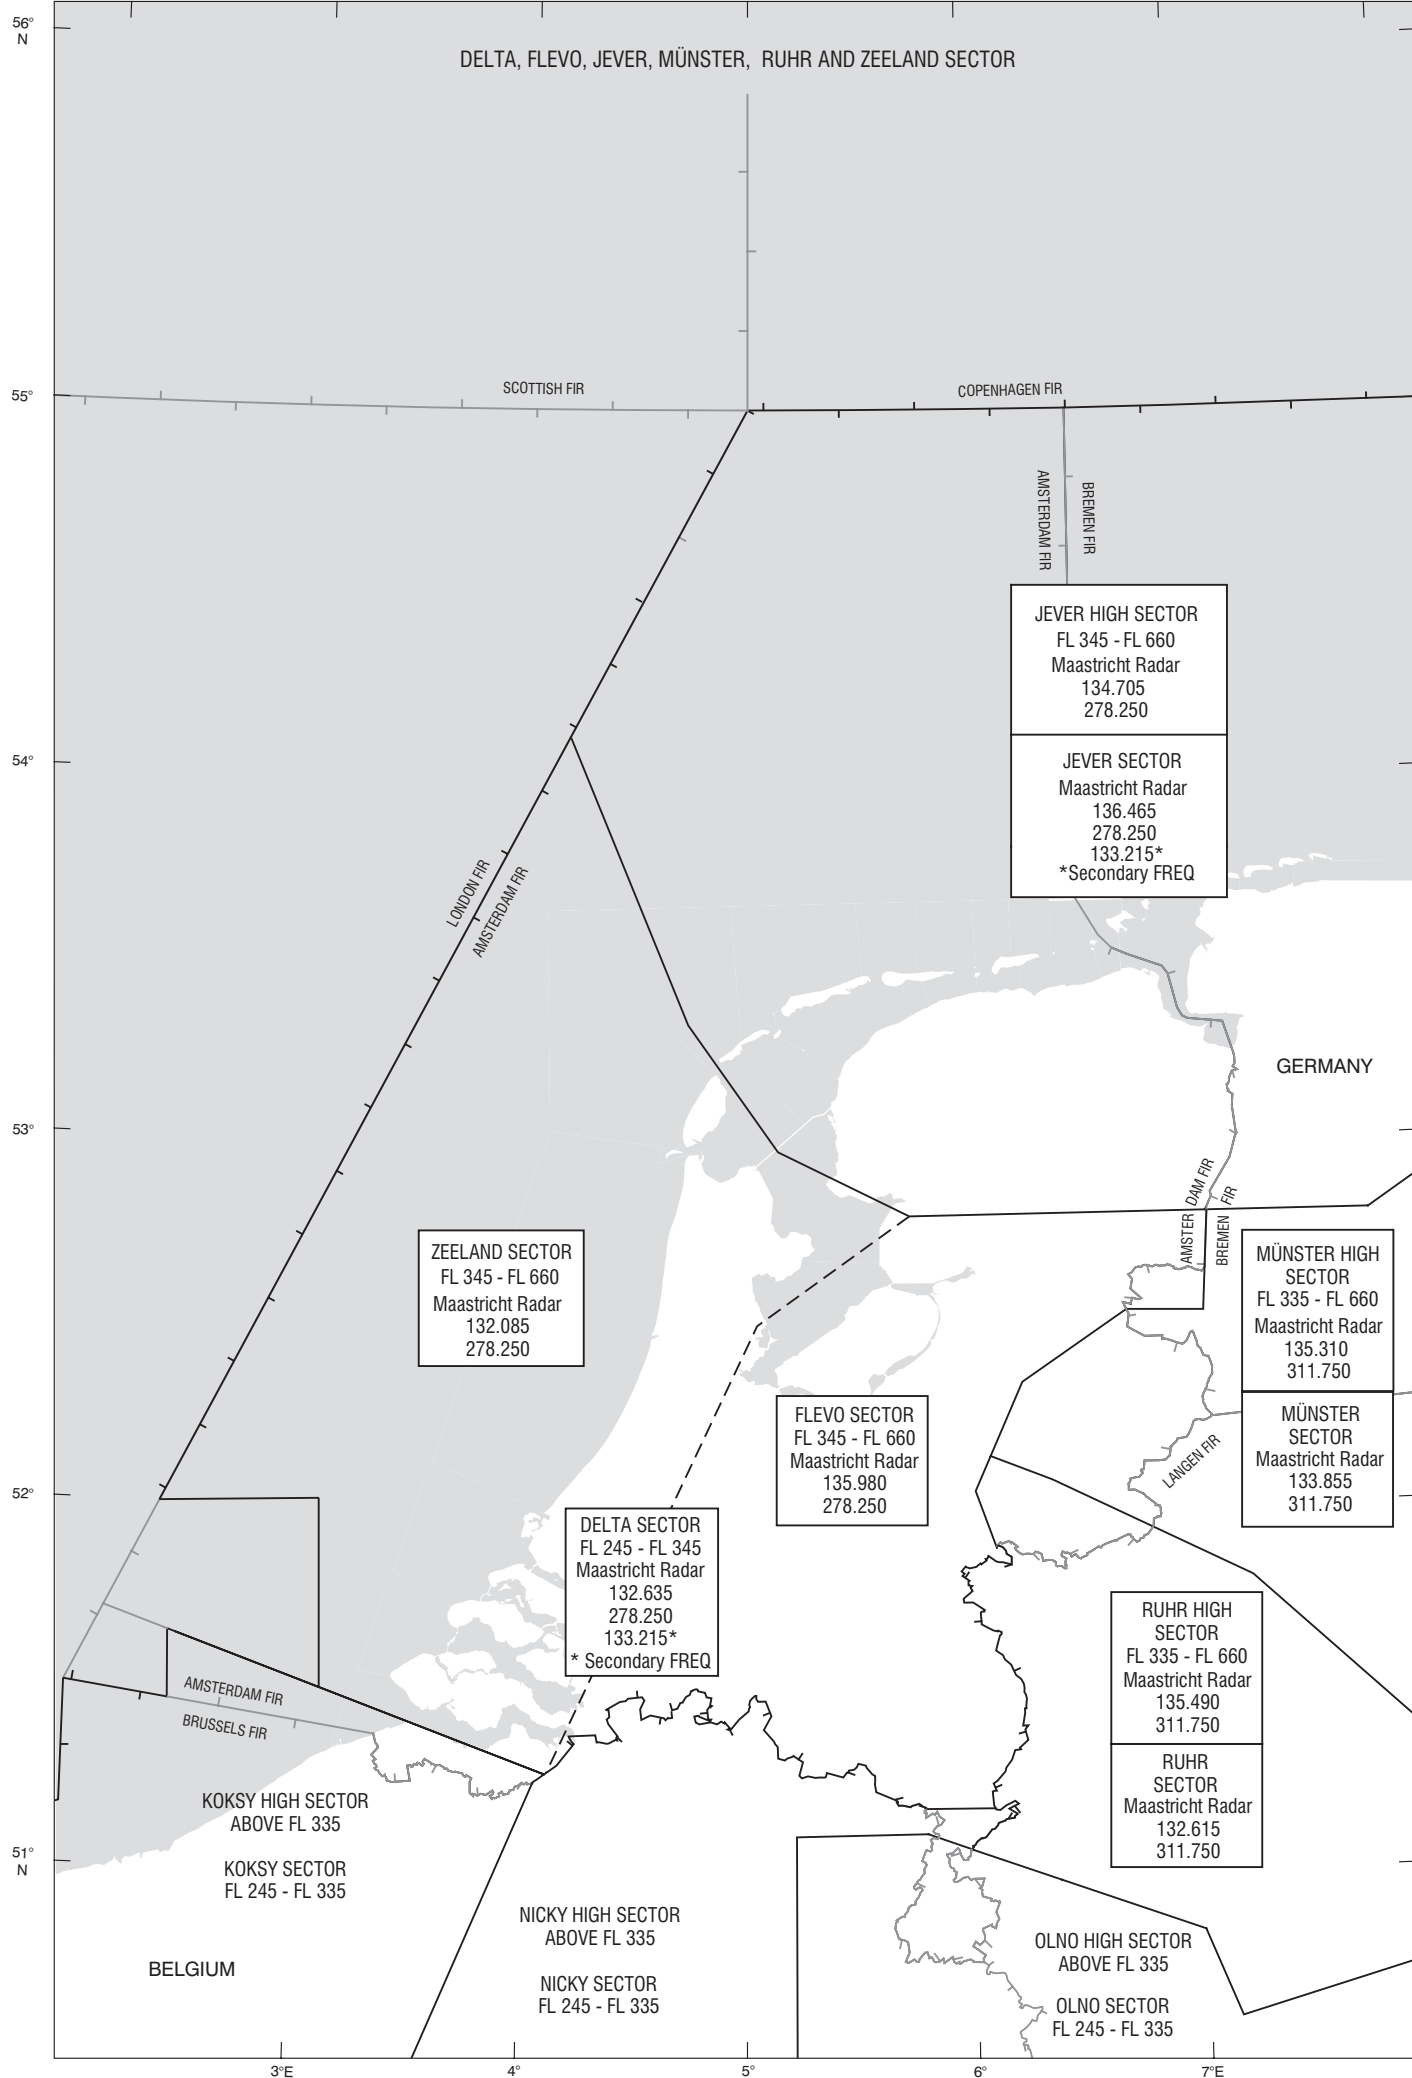 56°
N
DELTA, FLEVO, JEVER, MÜNSTER, RUHR AND ZEELAND SECTOR
55°
SCOTTISH FIR
COPENHAGEN FIR
AMSTERDAM FIR
BREMEN FIR
JEVER HIGH SECTOR
FL 345 - FL 660
Maastricht Radar
134.705
278.250
54°
JEVER SECTOR
Maastricht Radar
136.465
278.250
133.215*
*Secondary FREQ
LONDON FIR
AMSTERDAM FIR
GERMANY
53°
AMSTER DAM FIR
BREMEN FIR
ZEELAND SECTOR
FL 345 - FL 660
Maastricht Radar
132.085
278.250
MÜNSTER HIGH
SECTOR
FL 335 - FL 660
Maastricht Radar
135.310
311.750
FLEVO SECTOR
FL 345 - FL 660
Maastricht Radar
135.980
278.250
MÜNSTER
SECTOR
Maastricht Radar
133.855
311.750
LANGEN FIR
52°
DELTA SECTOR
FL 245 - FL 345
Maastricht Radar
132.635
278.250
133.215*
* Secondary FREQ
RUHR HIGH
SECTOR
FL 335 - FL 660
Maastricht Radar
135.490
311.750
AMSTERDAM FIR
BRUSSELS FIR
RUHR
SECTOR
Maastricht Radar
132.615
311.750
KOKSY HIGH SECTOR
ABOVE FL 335
KOKSY SECTOR
FL 245 - FL 335
51°
N
NICKY HIGH SECTOR
ABOVE FL 335
NICKY SECTOR
FL 245 - FL 335
OLNO HIGH SECTOR
ABOVE FL 335
OLNO SECTOR
FL 245 - FL 335
BELGIUM
3°E
4°
5°
6°
7°E